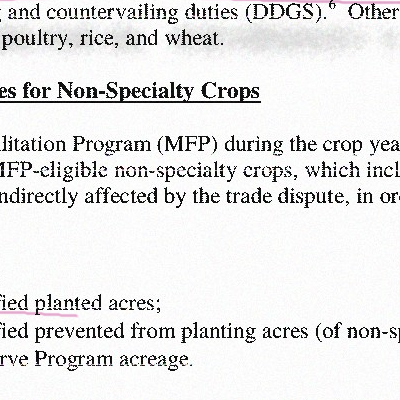 and countervailing duties (DDGS).6 Other
poultry, rice, and wheat.
es for Non-Specialty Crops
litation Program (MFP) during the crop yea
MFP-eligible non-specialty crops, which incl
ndirectly affected by the trade dispute, in or
fied planted acres;
fied prevented from planting acres (of non-sp
rve Program acreage.